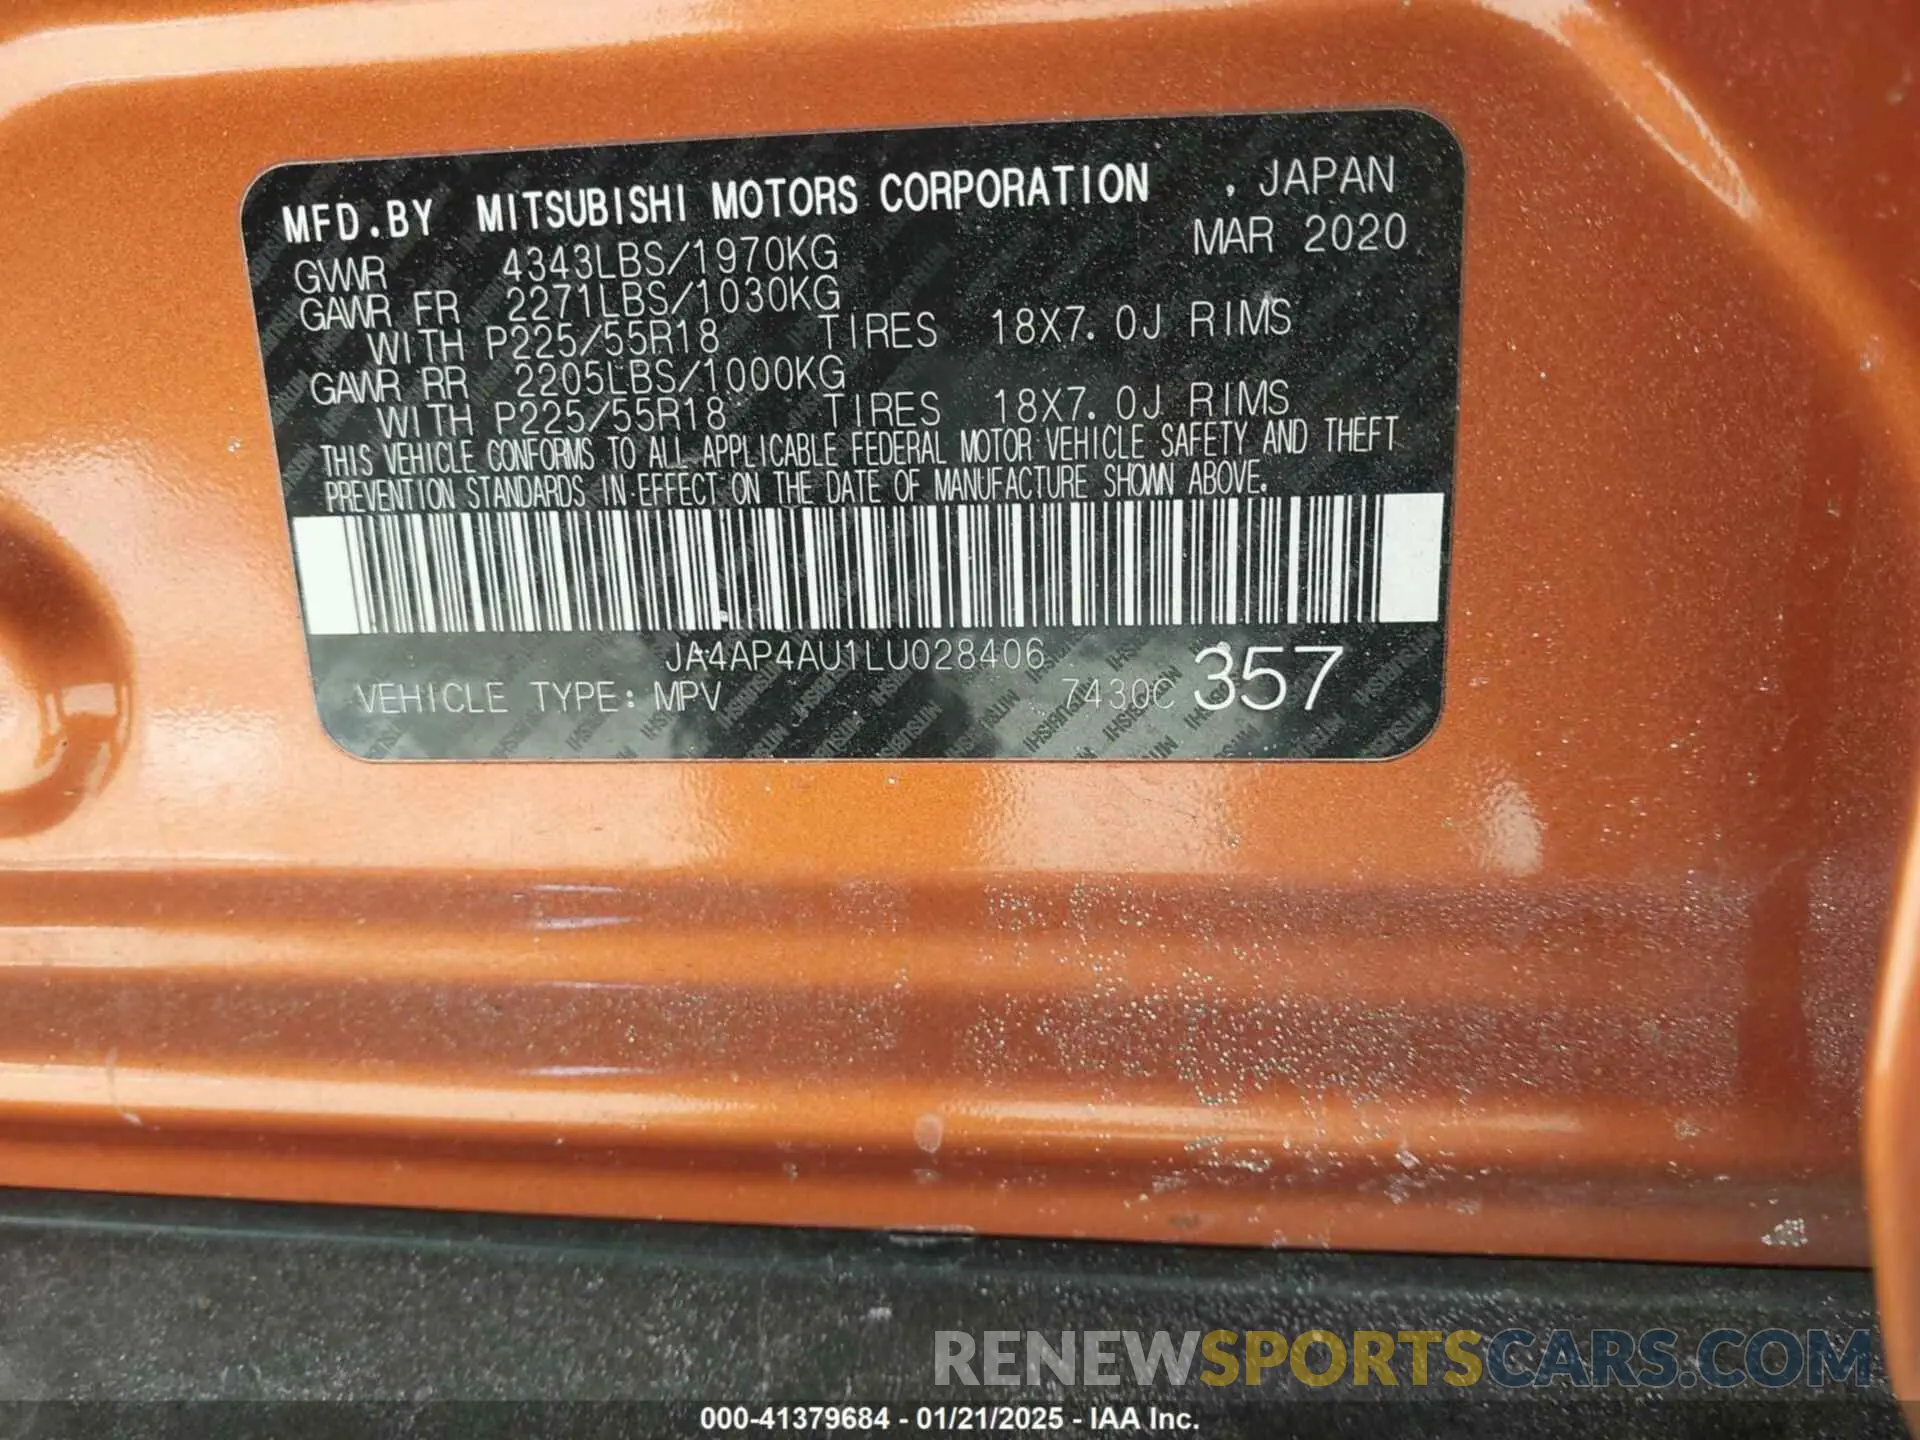 MFD.BY MITSUBISHI MOTORS CORPORATION , JAPAN
GVWR 4343LBS/1970KG MAR 2020
GAWR FR 2271LBS/1030KG
WITH P225/55R18 TIRES 18X7.0J RIMS
GAWR RR 2205LBS/1000KG
WITH P225/55R18 TIRES 18X7.0J RIMS
THIS VEHICLE CONFORMS TO ALL APPLICABLE FEDERAL MOTOR VEHICLE SAFETY AND THEFT
PREVENTION STANDARDS IN EFFECT ON THE DATE OF MANUFACTURE SHOWN ABOVE.
JA4AP4AU1LU028406
VEHICLE TYPE: MPV 7430C 357
RENEWSPORTSCARS.COM
000-41379684 - 01/21/2025 - IAA Inc.